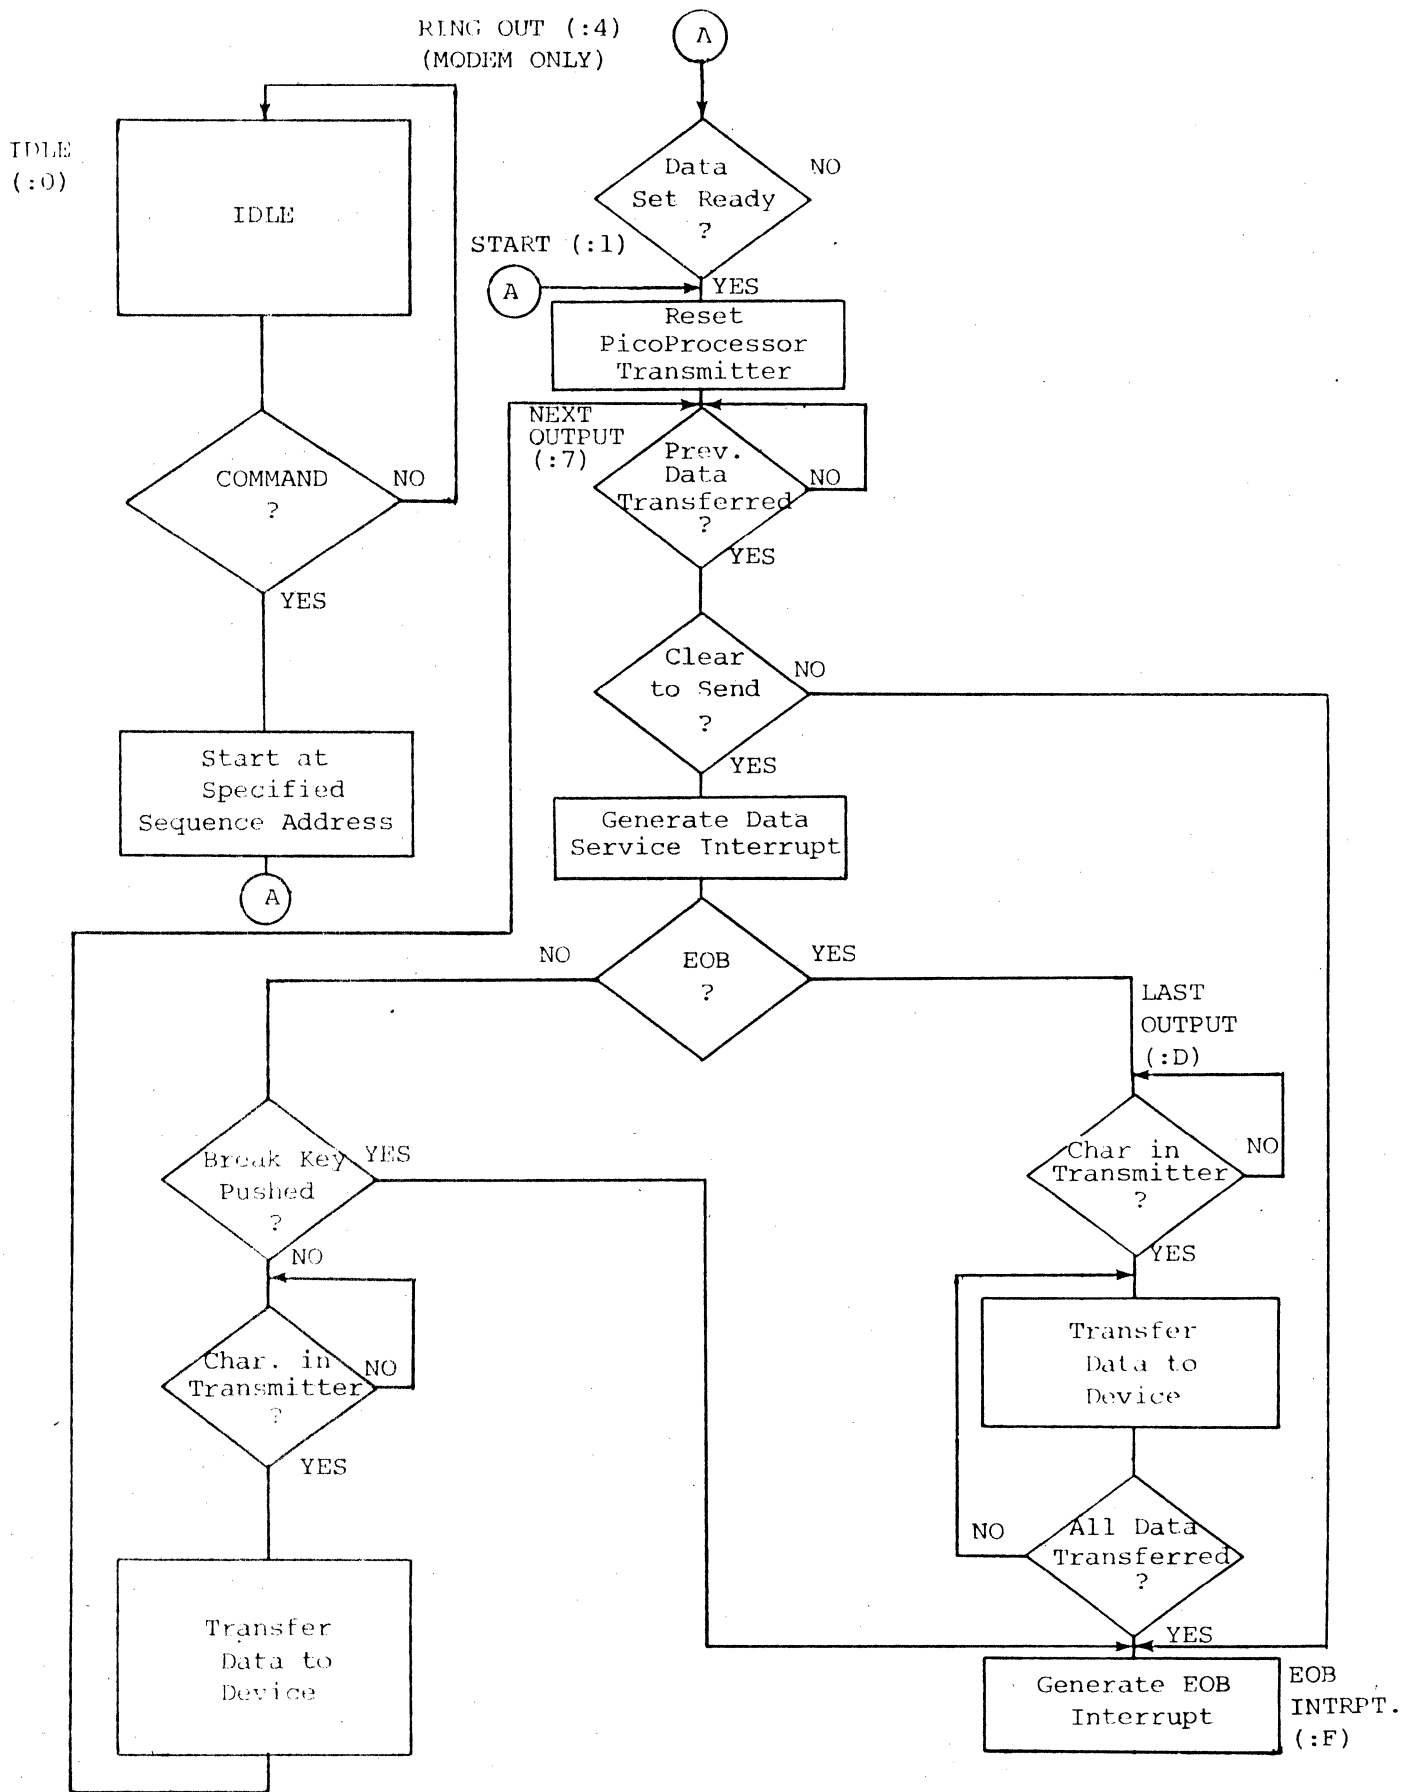 RING OUT (:4)
(MODEM ONLY)
A
IDLE
(:0)
IDLE
COMMAND
?
NO
YES
Start at
Specified
Sequence Address
A
Data
Set Ready
?
NO
YES
START (:1)
A
Reset
PicoProcessor
Transmitter
NEXT
OUTPUT
(:7)
Prev.
Data
Transferred
?
NO
YES
Clear
to Send
?
NO
YES
Generate Data
Service Interrupt
EOB
?
NO
YES
Break Key
Pushed
?
YES
NO
Char. in
Transmitter
?
NO
YES
Transfer
Data to
Device
LAST
OUTPUT
(:D)
Char in
Transmitter
?
NO
YES
Transfer
Data to
Device
All Data
Transferred
?
NO
YES
Generate EOB
Interrupt
EOB
INTRPT.
(:F)